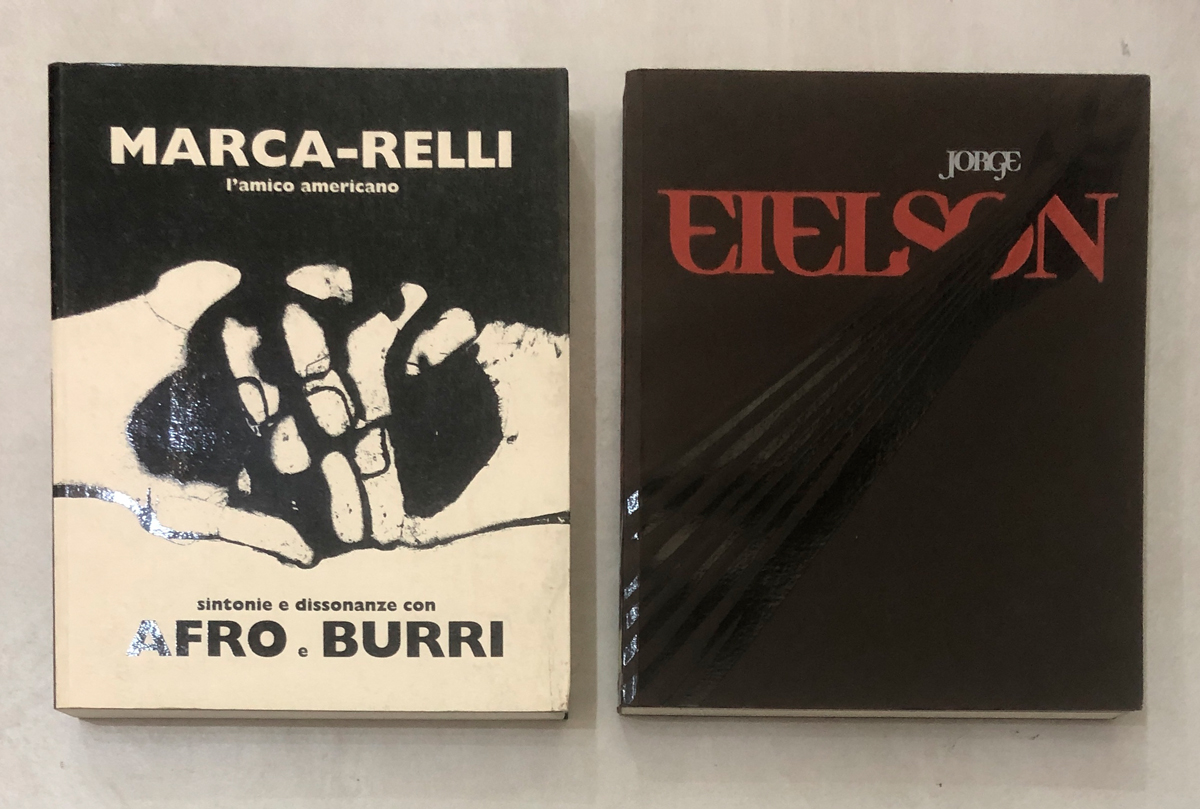 MARCA-RELLI
l'amico americano
sintonie e dissonanze con
AFRO e BURRI
JORGE
EIELSON